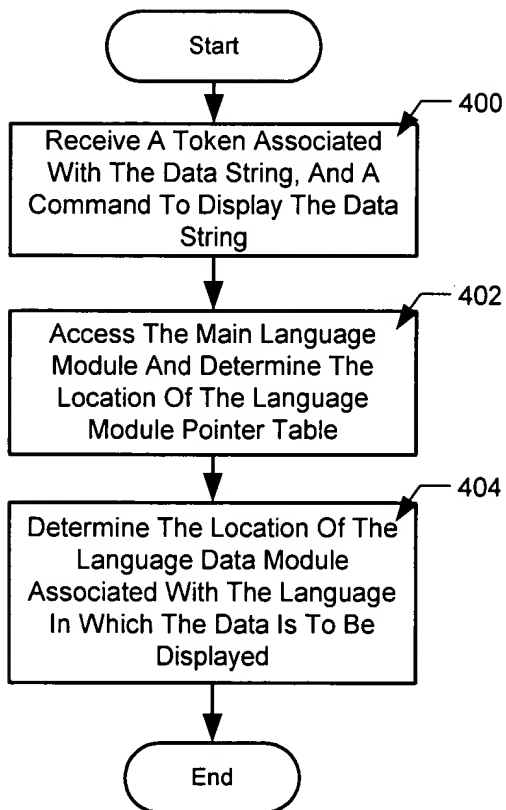 Start
400
Receive A Token Associated
With The Data String, And A
Command To Display The Data
String
402
Access The Main Language
Module And Determine The
Location Of The Language
Module Pointer Table
404
Determine The Location Of The
Language Data Module
Associated With The Language
In Which The Data Is To Be
Displayed
End